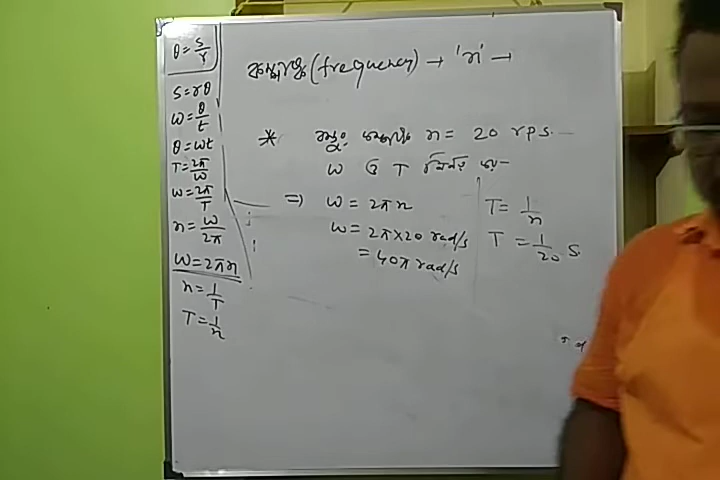 θ = s/r
s = rθ
ω = θ/t
θ = ωt
T = 2π/ω
ω = 2π/T
n = ω/2π
ω = 2πn
n = 1/T
T = 1/n
কম্পাঙ্ক (frequency) → 'n' →
* n = 20 rps.
ω ও T নির্ণয়
⇒ ω = 2πn
ω = 2π×20 rad/s
= 40π rad/s
T = 1/n
T = 1/20 s